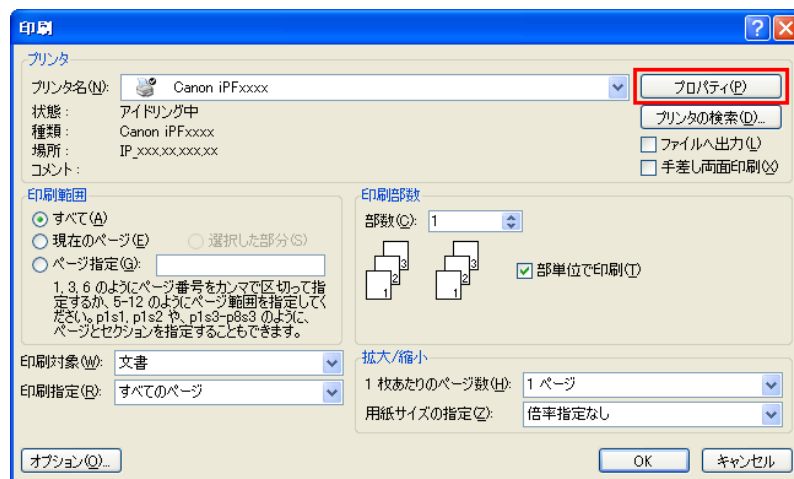 印刷
プリンタ
プリンタ名(N): Canon iPFxxxx プロパティ(P)
状態： アイドリング中 プリンタの検索(D)...
種類： Canon iPFxxxx
場所： IP_xxx,xx,xxx,xx ファイルへ出力(L)
コメント： 手差し両面印刷(X)
印刷範囲
すべて(A)
現在のページ(E) 選択した部分(S)
ページ指定(G):
1, 3, 6 のようにページ番号をカンマで区切って指
定するか、5-12 のようにページ範囲を指定してく
ださい。p1s1, p1s2 や、p1s3-p8s3 のように、
ページとセクションを指定することもできます。
印刷部数
部数(C): 1
3 3
2 2
1 1
部単位で印刷(T)
印刷対象(W): 文書
印刷指定(R): すべてのページ
拡大/縮小
1 枚あたりのページ数(H): 1 ページ
用紙サイズの指定(Z): 倍率指定なし
オプション(O)... OK キャンセル